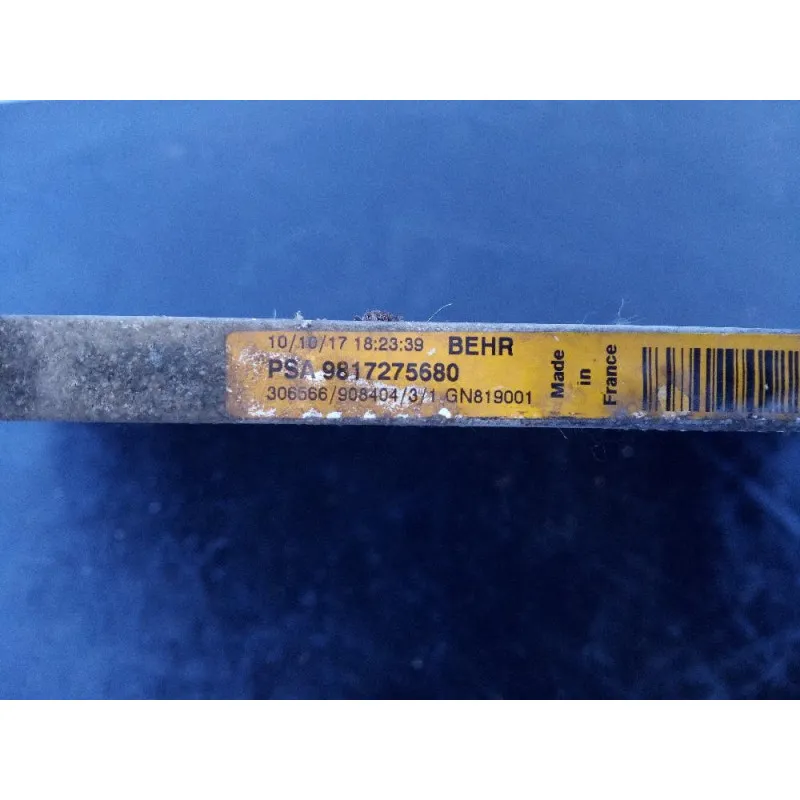 10/10/17 18:23:39 BEHR
PSA 9817275680
306566/908404/3/1 GN819001
Made
in
France